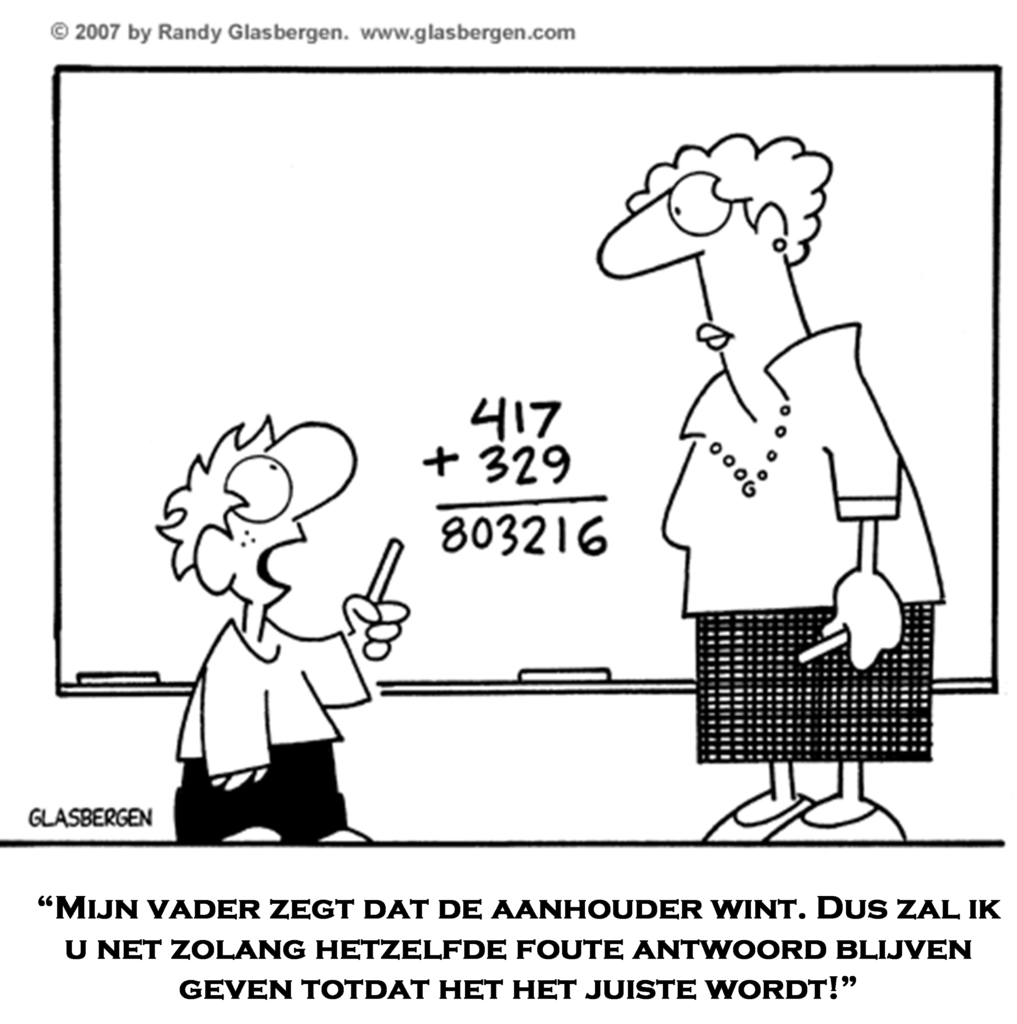 © 2007 by Randy Glasbergen. www.glasbergen.com
417
+ 329
803216
G
GLASBERGEN
“MIJN VADER ZEGT DAT DE AANHOUDER WINT. DUS ZAL IK
U NET ZOLANG HETZELFDE FOUTE ANTWOORD BLIJVEN
GEVEN TOTDAT HET HET JUISTE WORDT!”